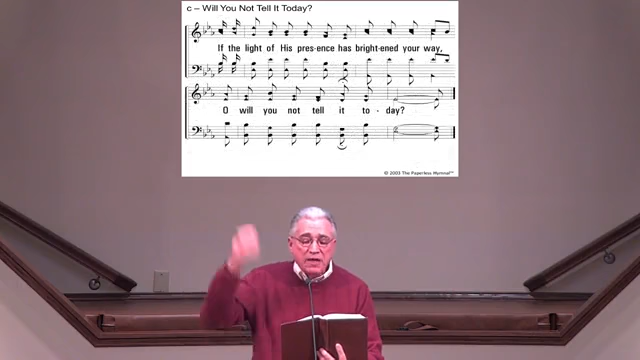 c – Will You Not Tell It Today?
If the light of His pres-ence has bright-ened your way,
O will you not tell it to - day?
© 2003 The Paperless Hymnal™